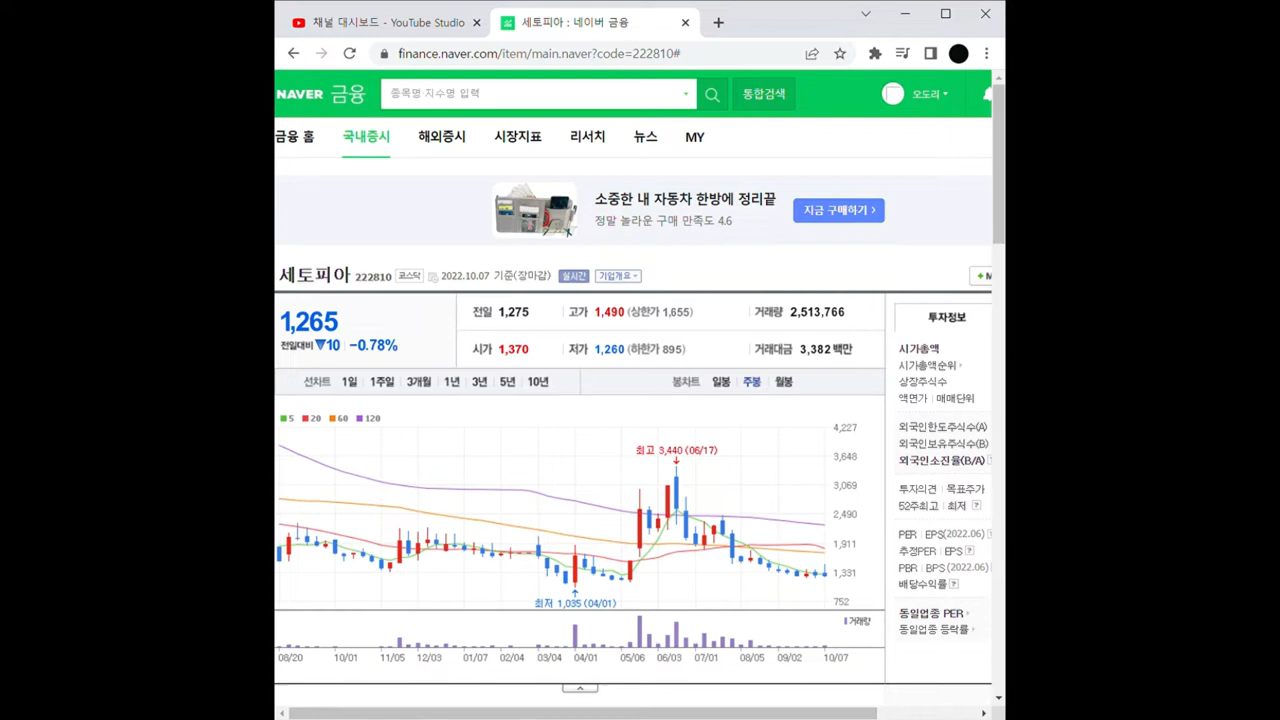 채널 대시보드 - YouTube Studio
세토피아 : 네이버 금융
finance.naver.com/item/main.naver?code=222810#
NAVER 금융
종목명·지수명 입력
통합검색
오도리
금융 홈 국내증시 해외증시 시장지표 리서치 뉴스 MY
소중한 내 자동차 한방에 정리끝
정말 놀라운 구매 만족도 4.6
지금 구매하기
세토피아 222810 코스닥 2022.10.07 기준(장마감) 실시간 기업개요
1,265
전일대비 ▼10 -0.78%
전일 1,275 고가 1,490 (상한가 1,655) 거래량 2,513,766
시가 1,370 저가 1,260 (하한가 895) 거래대금 3,382 백만
선차트 1일 1주일 3개월 1년 3년 5년 10년 봉차트 일봉 주봉 월봉
5 20 60 120
최고 3,440 (06/17)
최저 1,035 (04/01)
4,227
3,648
3,069
2,490
1,911
1,331
752
거래량
08/20 10/01 11/05 12/03 01/07 02/04 03/04 04/01 05/06 06/03 07/01 08/05 09/02 10/07
투자정보
시가총액
시가총액순위
상장주식수
액면가 | 매매단위
외국인한도주식수(A)
외국인보유주식수(B)
외국인소진율(B/A)
투자의견 | 목표주가
52주최고 | 최저
PER | EPS(2022.06)
추정PER | EPS
PBR | BPS (2022.06)
배당수익률
동일업종 PER
동일업종 등락률